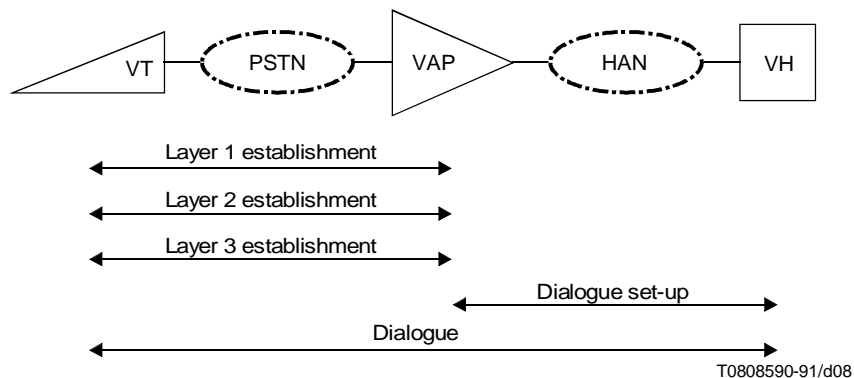 VT PSTN VAP HAN VH
Layer 1 establishment
Layer 2 establishment
Layer 3 establishment
Dialogue set-up
Dialogue
T0808590-91/d08